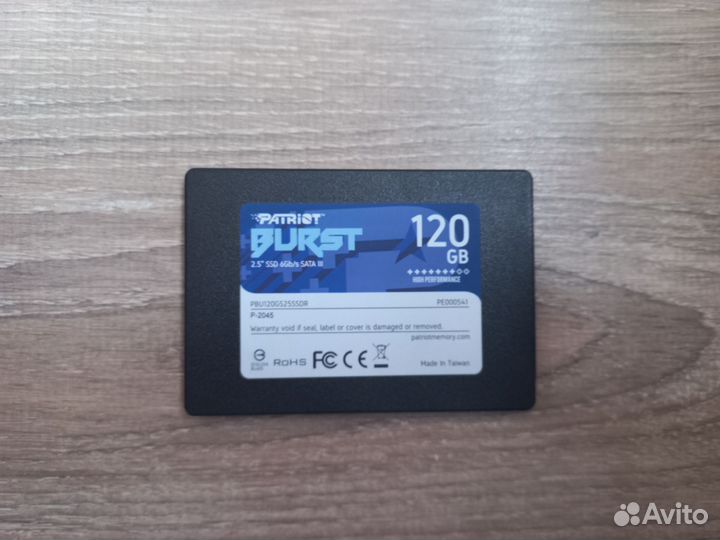 PATRIOT
BURST
2.5" SSD 6Gb/s SATA III
120
GB
HIGH PERFORMANCE
PBU120GS25SSDR PE000541
P-2045
Warranty void if seal, label or cover is damaged or removed.
patriotmemory.com
RoHS FC CE
Made In Taiwan
Avito